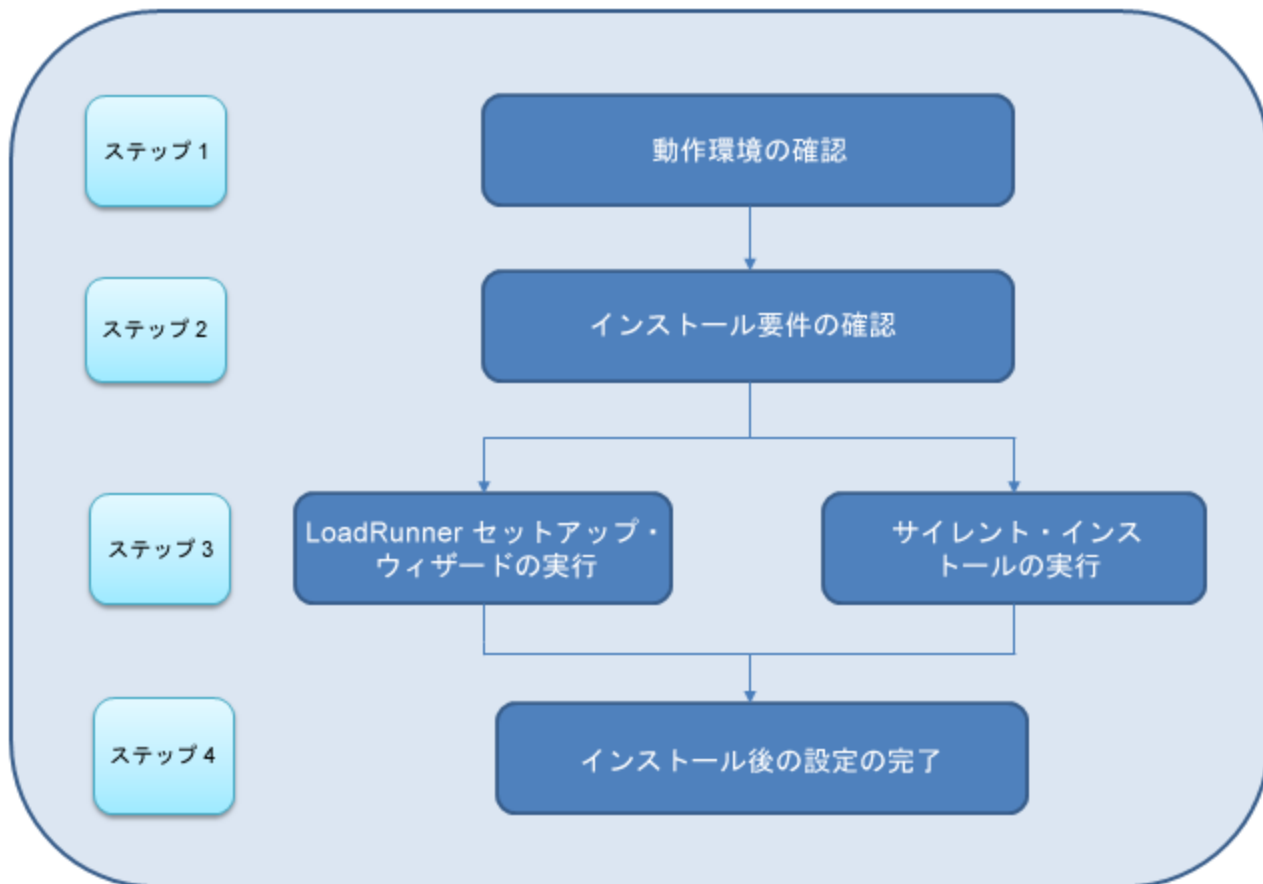 ステップ 1
動作環境の確認
ステップ 2
インストール要件の確認
ステップ 3
LoadRunner セットアップ・
ウィザードの実行
サイレント・インス
トールの実行
ステップ 4
インストール後の設定の完了